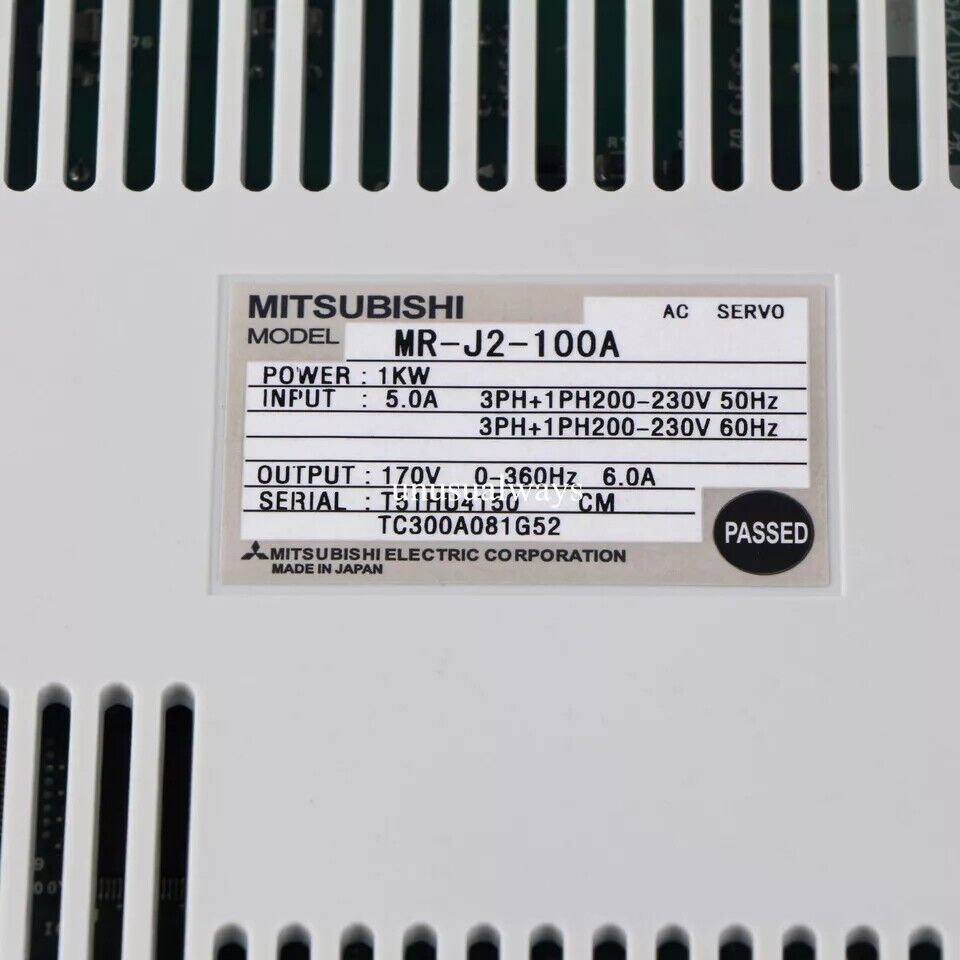 MITSUBISHI
AC SERVO
MODEL MR-J2-100A
POWER : 1KW
INPUT : 5.0A 3PH+1PH200-230V 50Hz
3PH+1PH200-230V 60Hz
OUTPUT : 170V 0-360Hz 6.0A
unusualways
SERIAL : CM
TC300A081G52
PASSED
MITSUBISHI ELECTRIC CORPORATION
MADE IN JAPAN